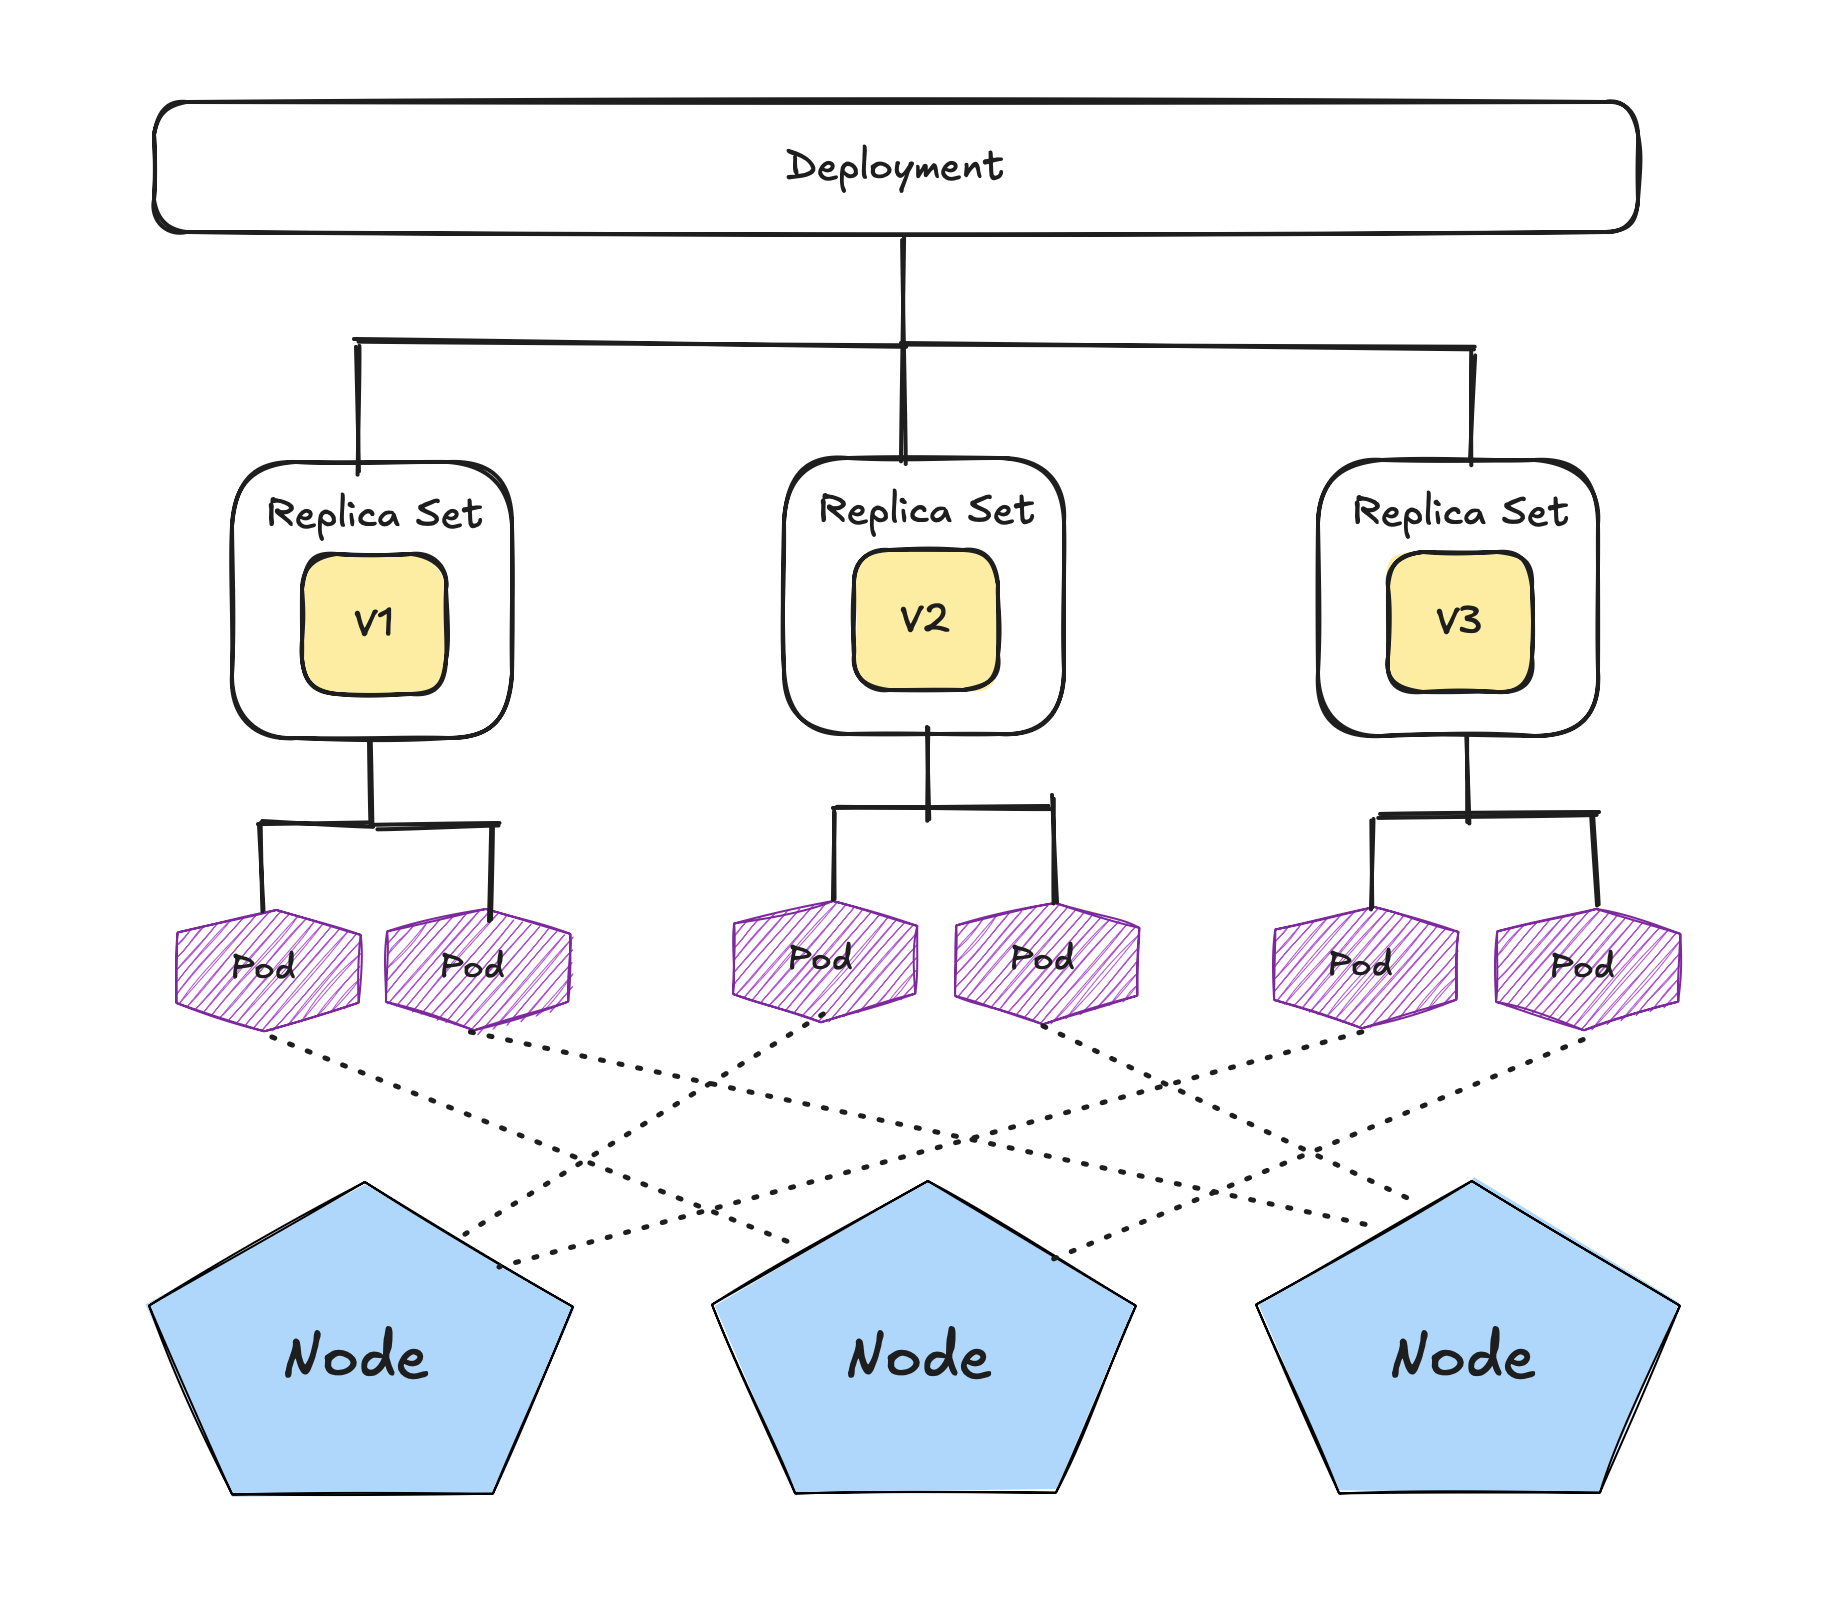 Deployment
Replica Set
V1
Replica Set
V2
Replica Set
V3
Pod
Pod
Pod
Pod
Pod
Pod
Node
Node
Node